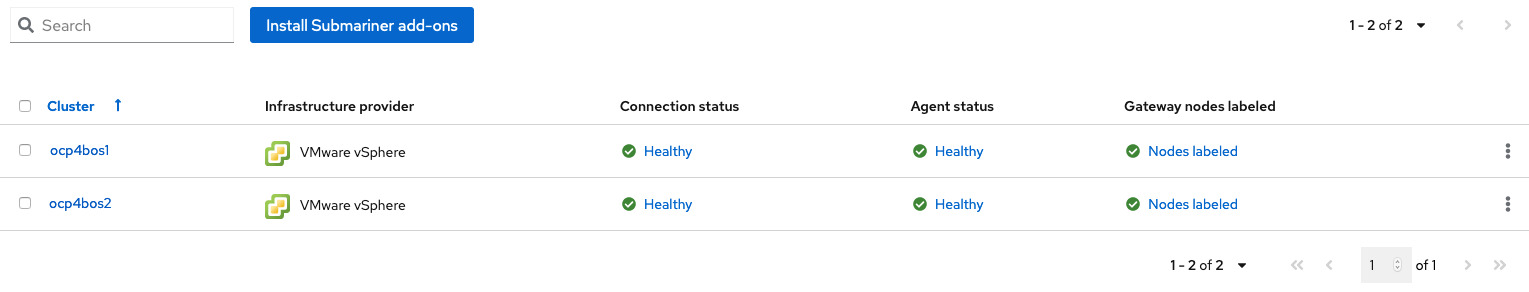 Search
Install Submariner add-ons
1 - 2 of 2
Cluster Infrastructure provider Connection status Agent status Gateway nodes labeled
ocp4bos1 VMware vSphere Healthy Healthy Nodes labeled
ocp4bos2 VMware vSphere Healthy Healthy Nodes labeled
1 - 2 of 2 1 of 1